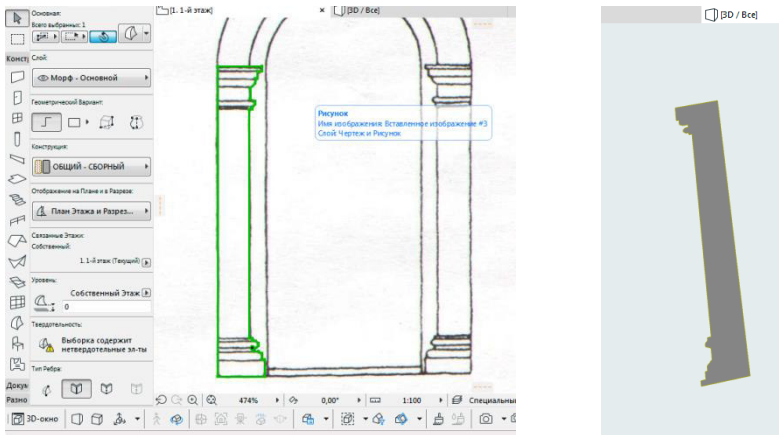 Основная:
Всего выбранных: 1
Конст
Слой:
Морф - Основной
Геометрический Вариант:
Конструкция:
ОБЩИЙ - СБОРНЫЙ
Отображение на Плане и в Разрезе:
План Этажа и Разрез...
Связанные Этажи:
Собственный:
1. 1-й этаж (Текущий)
Уровень:
Собственный Этаж
0
Твердотельность:
Выборка содержит
нетвердотельные эл-ты
Тип Ребра:
Докум
Разно
3D-окно
[1. 1-й этаж]
[3D / Все]
Рисунок
Имя изображения: Вставленное изображение #3
Слой: Чертеж и Рисунок
474%
0,00°
1:100
Специальный
[3D / Все]